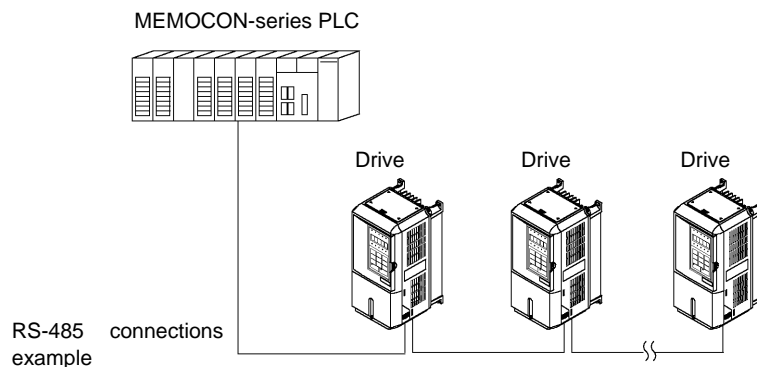 MEMOCON-series PLC
Drive
Drive
Drive
RS-485 connections
example